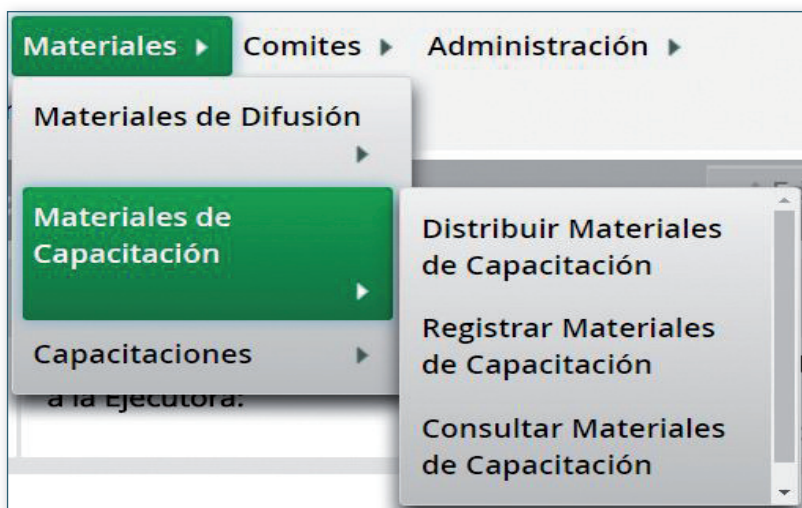 Materiales Comites Administración
Materiales de Difusión
Materiales de
Capacitación
Capacitaciones
Distribuir Materiales
de Capacitación
Registrar Materiales
de Capacitación
Consultar Materiales
de Capacitación
a la Ejecutora: